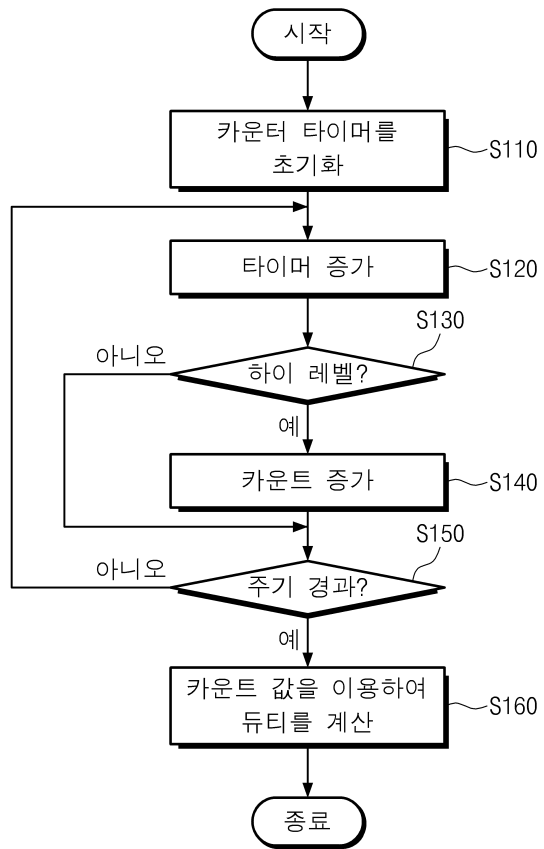 시작
카운터 타이머를
초기화
S110
타이머 증가
S120
S130
아니오
하이 레벨?
예
카운트 증가
S140
S150
아니오
주기 경과?
예
카운트 값을 이용하여
듀티를 계산
S160
종료